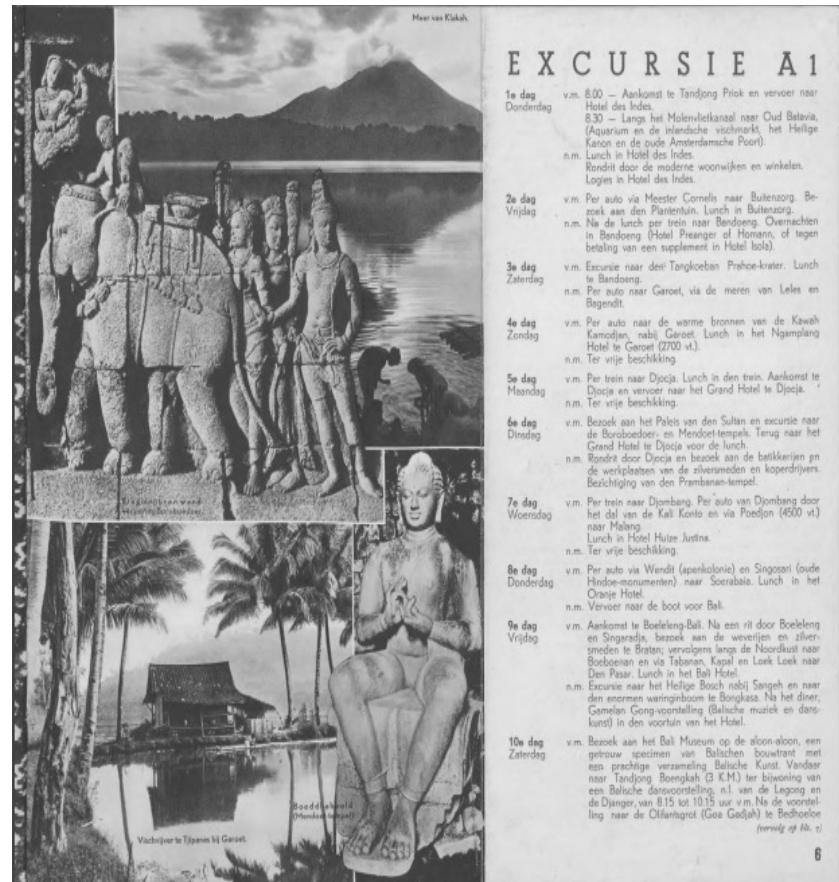 Meer van Klakah.
Fragment van een wand
versiering Boroboedoer.
Vischvijver te Tjipanas bij Garoet.
Boeddhabeeld
(Mendoet-tempel)
EXCURSIE A1
1e dag
Donderdag
v.m. 8.00 — Aankomst te Tandjong Priok en vervoer naar
Hotel des Indes.
8.30 — Langs het Molenvlietkanaal naar Oud Batavia,
(Aquarium en de inlandsche vischmarkt, het Heilige
Kanon en de oude Amsterdamsche Poort).
n.m. Lunch in Hotel des Indes.
Rondrit door de moderne woonwijken en winkelen.
Logies in Hotel des Indes.
2e dag
Vrijdag
v.m. Per auto via Meester Cornelis naar Buitenzorg. Be-
zoek aan den Plantentuin. Lunch in Buitenzorg.
n.m. Na de lunch per trein naar Bandoeng. Overnachten
in Bandoeng (Hotel Preanger of Homann, of tegen
betaling van een supplement in Hotel Isola).
3e dag
Zaterdag
v.m. Excursie naar den Tangkoeban Prahoe-krater. Lunch
te Bandoeng.
n.m. Per auto naar Garoet, via de meren van Leles en
Bagendit.
4e dag
Zondag
v.m. Per auto naar de warme bronnen van de Kawah
Kamodjan, nabij Garoet. Lunch in het Ngamplang
Hotel te Garoet (2700 vt.)
n.m. Ter vrije beschikking.
5e dag
Maandag
v.m. Per trein naar Djocja. Lunch in den trein. Aankomst te
Djocja en vervoer naar het Grand Hotel te Djocja.
n.m. Ter vrije beschikking.
6e dag
Dinsdag
v.m. Bezoek aan het Paleis van den Sultan en excursie naar
de Boroboedoer- en Mendoet-tempels. Terug naar het
Grand Hotel te Djocja voor de lunch.
n.m. Rondrit door Djocja en bezoek aan de batikkerijen en
de werkplaatsen van de zilversmeden en koperdrijvers.
Bezichtiging van den Prambanan-tempel.
7e dag
Woensdag
v.m. Per trein naar Djombang. Per auto van Djombang door
het dal van de Kali Konto en via Poedjon (4500 vt.)
naar Malang.
Lunch in Hotel Huize Justina.
n.m. Ter vrije beschikking.
8e dag
Donderdag
v.m. Per auto via Wendit (apenkolonie) en Singosari (oude
Hindoe-monumenten) naar Soerabaia. Lunch in het
Oranje Hotel.
n.m. Vervoer naar de boot voor Bali.
9e dag
Vrijdag
v.m. Aankomst te Boeleleng-Bali. Na een rit door Boeleleng
en Singaradja, bezoek aan de weverijen en zilver-
smeden te Bratan; vervolgens langs de Noordkust naar
Boeboenan en via Tabanan, Kapal en Loek Loek naar
Den Pasar. Lunch in het Bali Hotel.
n.m. Excursie naar het Heilige Bosch nabij Sangeh en naar
den enormen waringinboom te Bongkasa. Na het diner,
Gamelan Gong-voorstelling (Balische muziek en dans-
kunst) in den voortuin van het Hotel.
10e dag
Zaterdag
v.m. Bezoek aan het Bali Museum op de aloon-aloon, een
getrouw specimen van Balischen bouwtrant met
een prachtige verzameling Balische Kunst. Vandaar
naar Tandjong Boengkah (3 K.M.) ter bijwoning van
een Balische dansvoorstelling, n.l. van de Legong en
de Djanger, van 8.15 tot 10.15 uur v.m. Na de voorstel-
ling naar de Olifantsgrot (Goa Gadjah) te Bedhoeloe
(vervolg op blz. 7)
6